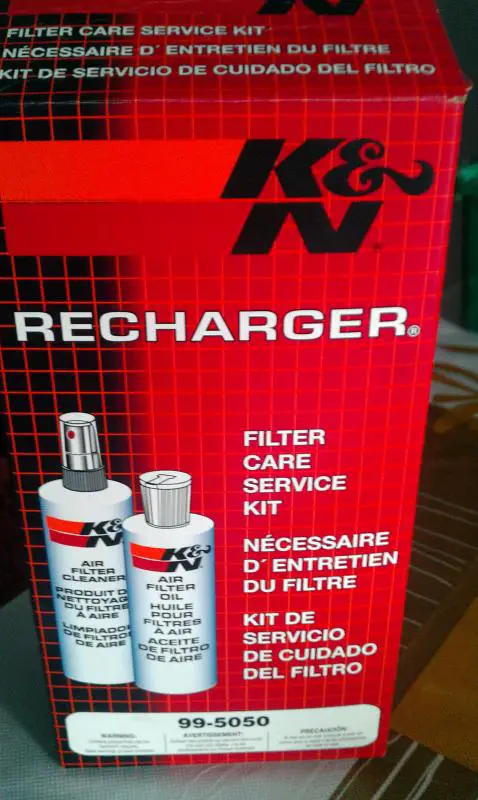 FILTER CARE SERVICE KIT
NÉCESSAIRE D´ ENTRETIEN DU FILTRE
KIT DE SERVICIO DE CUIDADO DEL FILTRO
K&N
RECHARGER®
FILTER
CARE
SERVICE
KIT
NÉCESSAIRE
D´ ENTRETIEN
DU FILTRE
KIT DE
SERVICIO
DE CUIDADO
DEL FILTRO
K&N
AIR
FILTER
CLEANER
PRODUIT
NETTOYAG
DU FILTRE
À AIRE
LIMPIADO
DE FILTRO
DE AIRE
K&N
AIR
FILTER
OIL
HUILE
POUR
FILTRES
À AIR
ACEITE
DE FILTRO
DE AIRE
99-5050
WARNING:
AVERTISSEMENT:
PRECAUCIÓN: